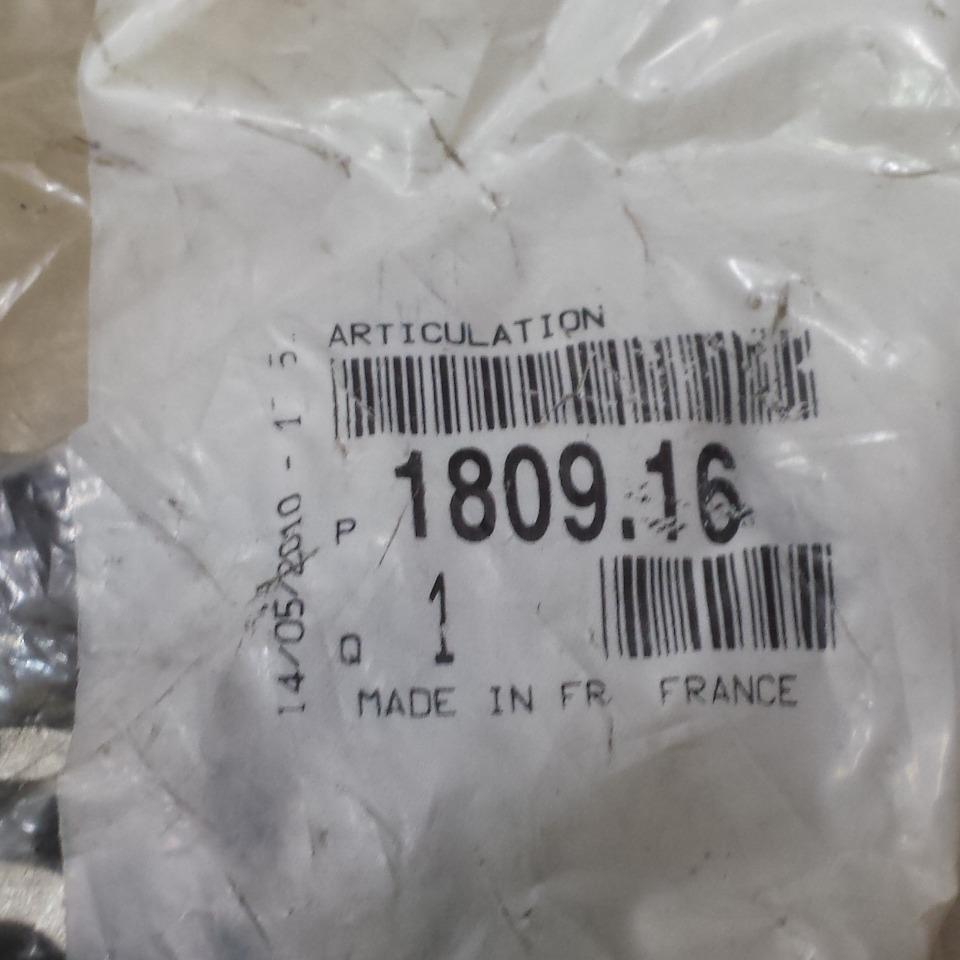 ARTICULATION
P 1809.16
Q 1
MADE IN FR FRANCE
14/05/2010 -